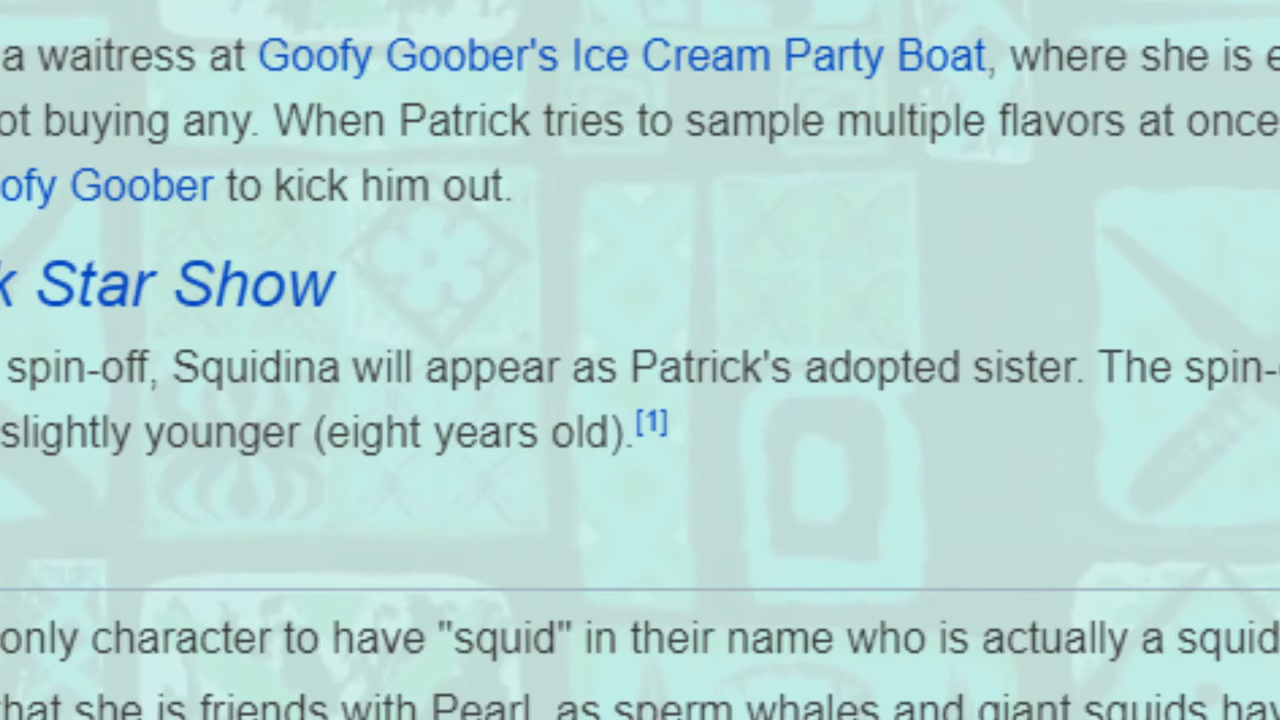 a waitress at Goofy Goober's Ice Cream Party Boat, where she is
ot buying any. When Patrick tries to sample multiple flavors at once
ofy Goober to kick him out.
k Star Show
spin-off, Squidina will appear as Patrick's adopted sister. The spin-
slightly younger (eight years old).[1]
only character to have "squid" in their name who is actually a squid
that she is friends with Pearl, as sperm whales and giant squids hav